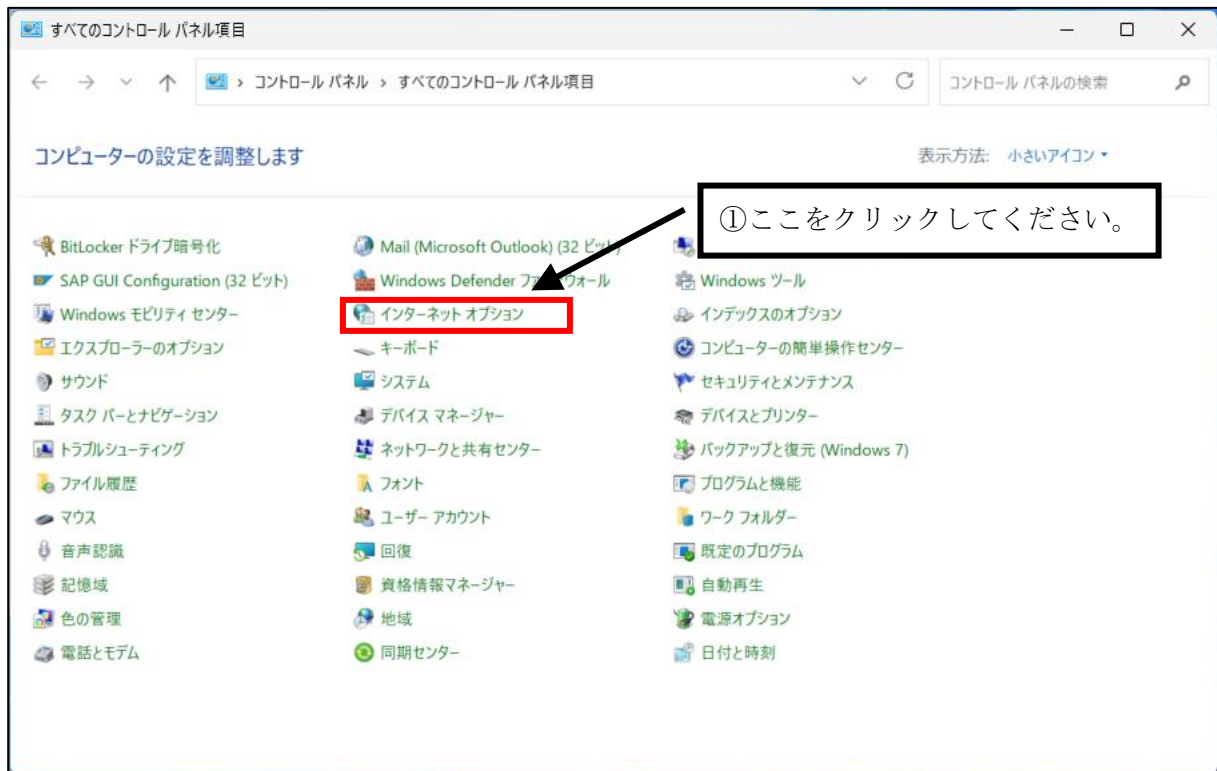 すべてのコントロール パネル項目
コントロール パネル › すべてのコントロール パネル項目
コントロール パネルの検索
コンピューターの設定を調整します
表示方法: 小さいアイコン
①ここをクリックしてください。
BitLocker ドライブ暗号化
Mail (Microsoft Outlook) (32 ビット)
SAP GUI Configuration (32 ビット)
Windows Defender ファイアウォール
Windows ツール
Windows モビリティ センター
インターネット オプション
インデックスのオプション
エクスプローラーのオプション
キーボード
コンピューターの簡単操作センター
サウンド
システム
セキュリティとメンテナンス
タスク バーとナビゲーション
デバイス マネージャー
デバイスとプリンター
トラブルシューティング
ネットワークと共有センター
バックアップと復元 (Windows 7)
ファイル履歴
フォント
プログラムと機能
マウス
ユーザー アカウント
ワーク フォルダー
音声認識
回復
既定のプログラム
記憶域
資格情報マネージャー
自動再生
色の管理
地域
電源オプション
電話とモデム
同期センター
日付と時刻